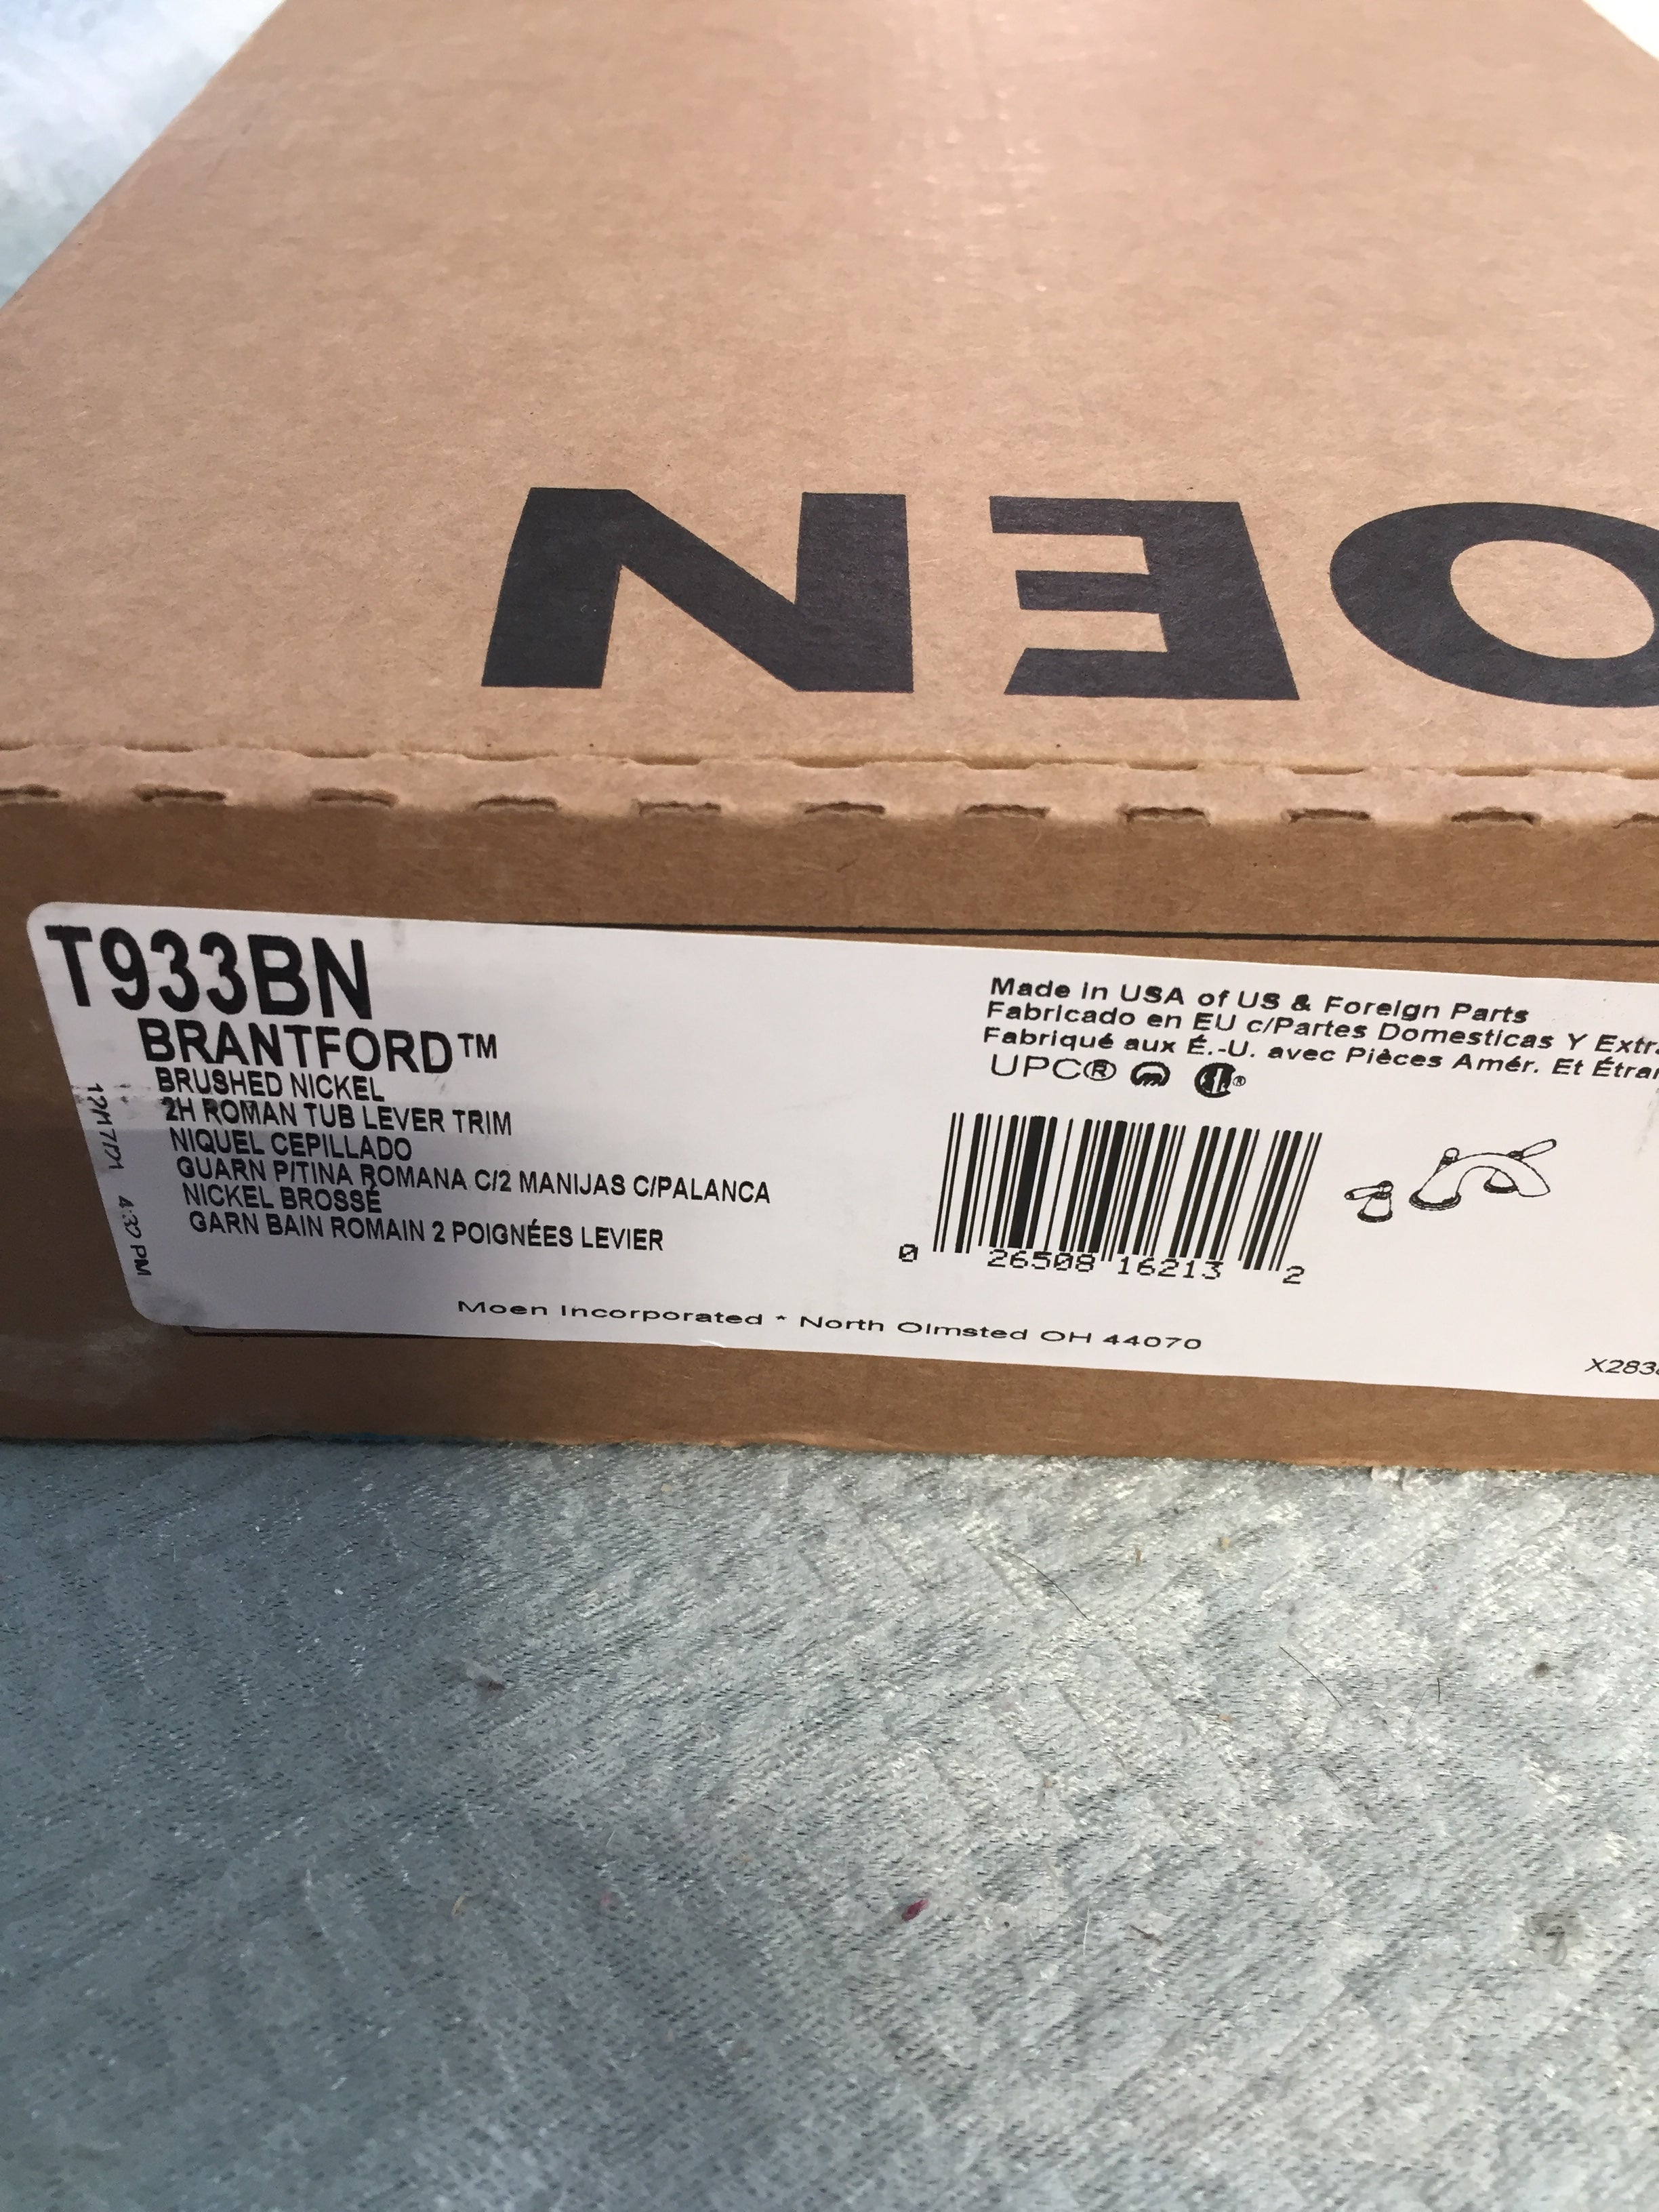 OEN
T933BN
BRANTFORD™
BRUSHED NICKEL
2H ROMAN TUB LEVER TRIM
NIQUEL CEPILLADO
GUARN P/TINA ROMANA C/2 MANIJAS C/PALANCA
NICKEL BROSSÉ
GARN BAIN ROMAIN 2 POIGNÉES LEVIER
4:30 PM
Made in USA of US & Foreign Parts
Fabricado en EU c/Partes Domesticas Y Extra
Fabriqué aux É.-U. avec Pièces Amér. Et Étran
UPC®
0 26508 16213 2
Moen Incorporated * North Olmsted OH 44070
X283